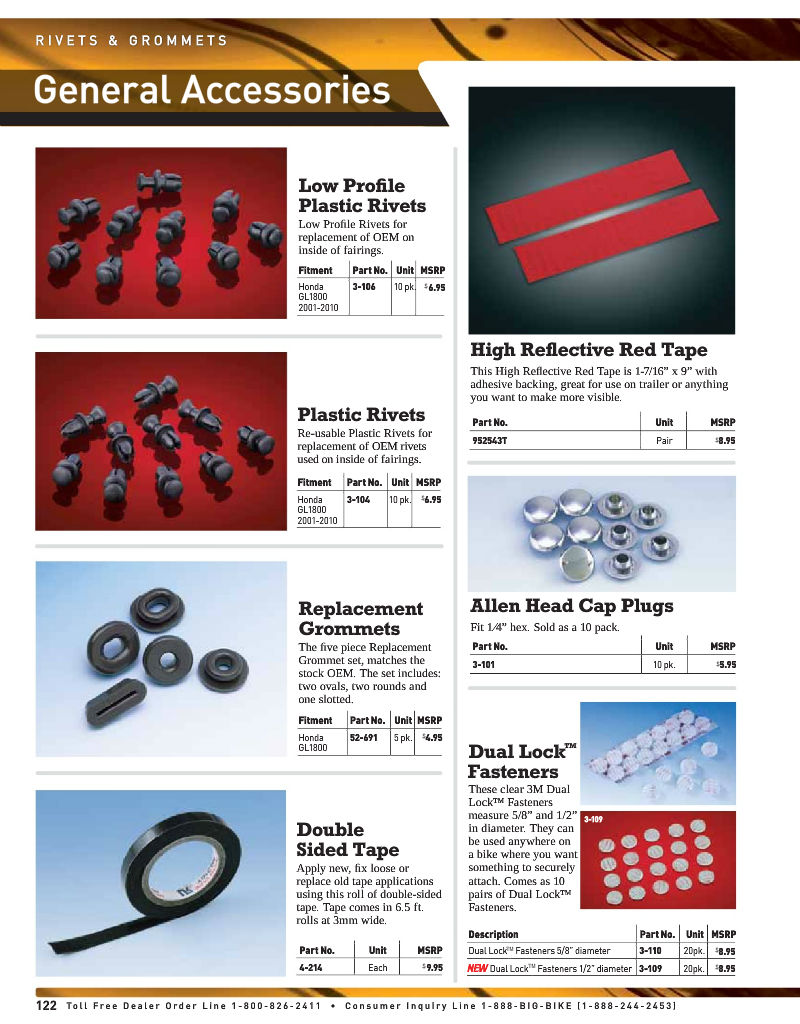 RIVETS & GROMMETS
General Accessories
Low Profile
Plastic Rivets
Low Profile Rivets for
replacement of OEM on
inside of fairings.
Fitment Part No. Unit MSRP
Honda 3-106 10 pk. $6.95
GL1800
2001-2010
Plastic Rivets
Re-usable Plastic Rivets for
replacement of OEM rivets
used on inside of fairings.
Fitment Part No. Unit MSRP
Honda 3-104 10 pk. $6.95
GL1800
2001-2010
Replacement
Grommets
The five piece Replacement
Grommet set, matches the
stock OEM. The set includes:
two ovals, two rounds and
one slotted.
Fitment Part No. Unit MSRP
Honda 52-691 5 pk. $4.95
GL1800
Double
Sided Tape
Apply new, fix loose or
replace old tape applications
using this roll of double-sided
tape. Tape comes in 6.5 ft.
rolls at 3mm wide.
Part No. Unit MSRP
4-214 Each $9.95
High Reflective Red Tape
This High Reflective Red Tape is 1-7/16” x 9” with
adhesive backing, great for use on trailer or anything
you want to make more visible.
Part No. Unit MSRP
952543T Pair $8.95
Allen Head Cap Plugs
Fit 1⁄4” hex. Sold as a 10 pack.
Part No. Unit MSRP
3-101 10 pk. $5.95
Dual Lock™
Fasteners
These clear 3M Dual
Lock™ Fasteners
measure 5/8” and 1/2”
in diameter. They can
be used anywhere on
a bike where you want
something to securely
attach. Comes as 10
pairs of Dual Lock™
Fasteners.
3-109
Description Part No. Unit MSRP
Dual Lock™ Fasteners 5/8” diameter 3-110 20pk. $8.95
NEW Dual Lock™ Fasteners 1/2” diameter 3-109 20pk. $8.95
122 Toll Free Dealer Order Line 1-800-826-2411 • Consumer Inquiry Line 1-888-BIG-BIKE (1-888-244-2453)